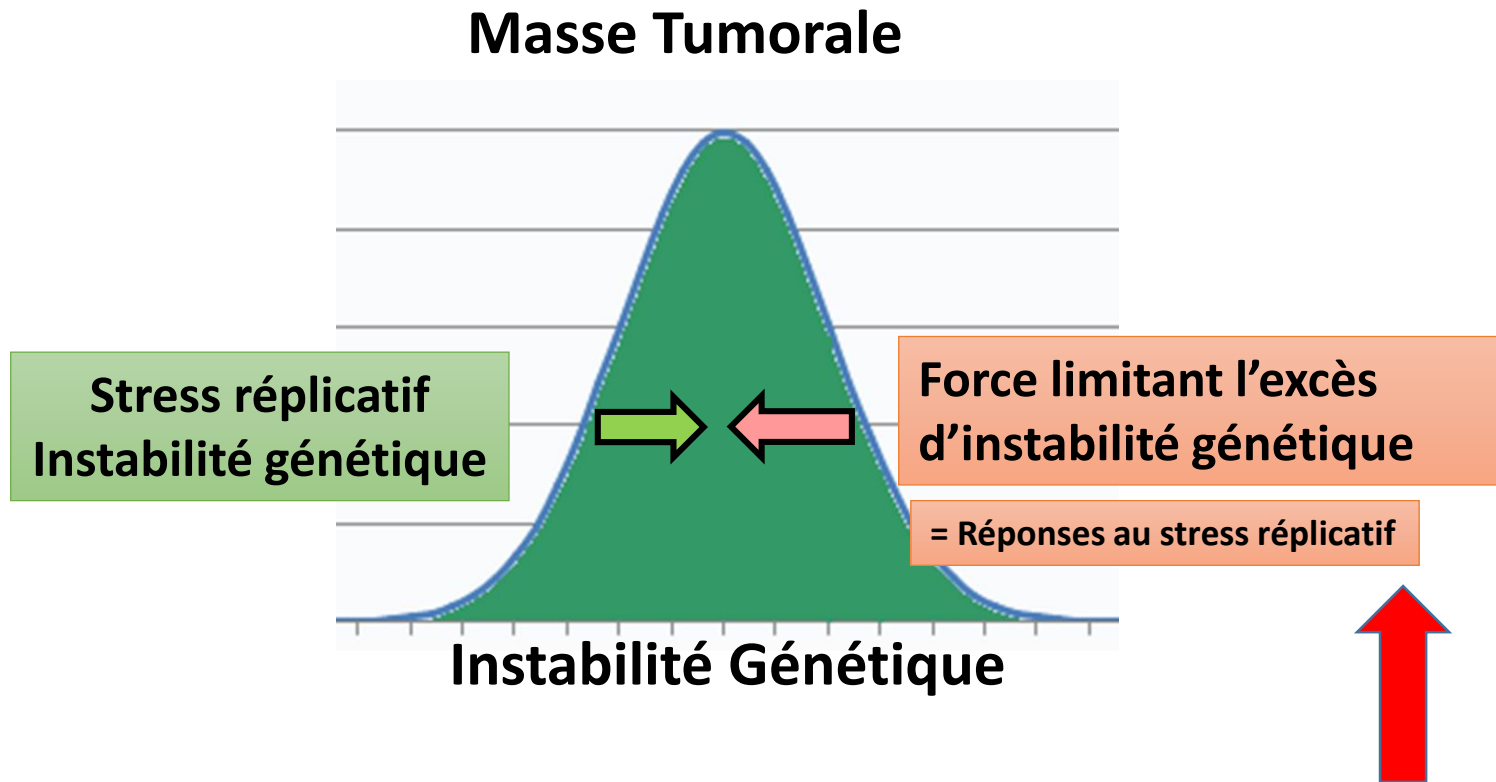 Masse Tumorale
Stress réplicatif
Instabilité génétique
Force limitant l’excès
d’instabilité génétique
= Réponses au stress réplicatif
Instabilité Génétique